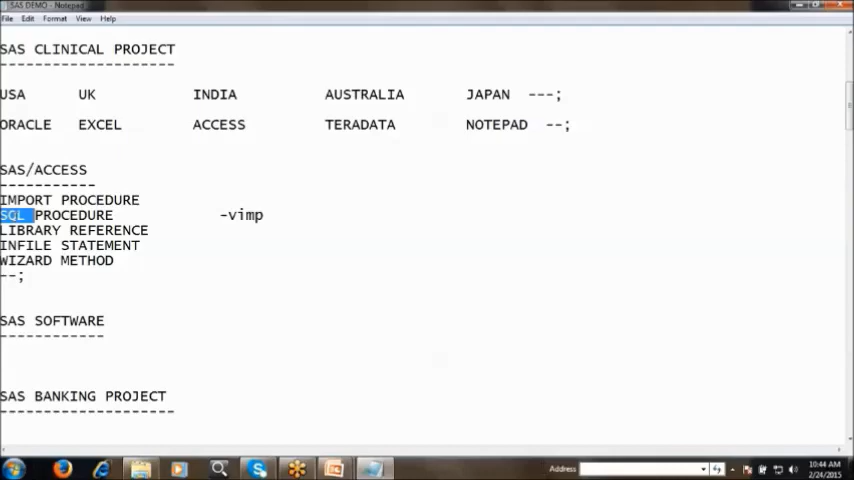 SAS DEMO - Notepad
File Edit Format View Help
SAS CLINICAL PROJECT
--------------------
USA UK INDIA AUSTRALIA JAPAN ---;
ORACLE EXCEL ACCESS TERADATA NOTEPAD --;
SAS/ACCESS
-----------
IMPORT PROCEDURE
SQL PROCEDURE -vimp
LIBRARY REFERENCE
INFILE STATEMENT
WIZARD METHOD
--;
SAS SOFTWARE
------------
SAS BANKING PROJECT
--------------------
Address
10:44 AM
2/24/2015